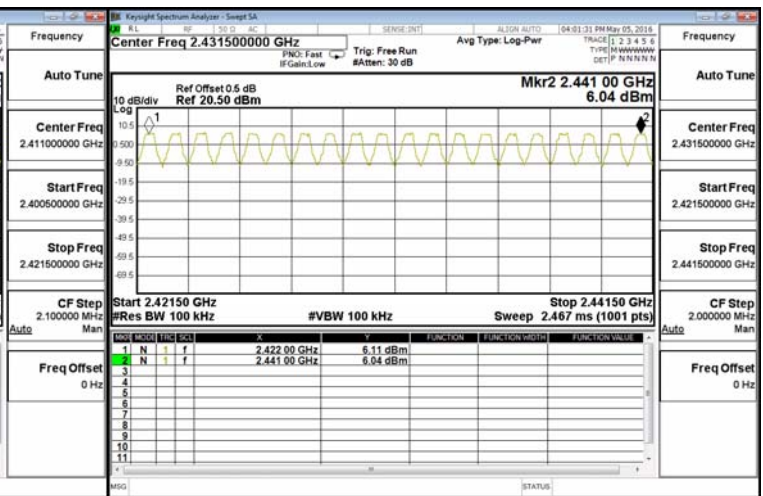 Frequency
Auto Tune
Center Freq
2.411000000 GHz
Start Freq
2.400500000 GHz
Stop Freq
2.421500000 GHz
CF Step
2.100000 MHz
Auto Man
Freq Offset
0 Hz
Keysight Spectrum Analyzer - Swept SA
RL RF 50 Ω AC SENSE:INT ALIGN AUTO 04:01:31 PM May 05, 2016
Center Freq 2.431500000 GHz
PNO: Fast
IFGain:Low
Trig: Free Run
#Atten: 30 dB
Avg Type: Log-Pwr
TRACE 1 2 3 4 5 6
TYPE M WWWWW
DET P N N N N N
Mkr2 2.441 00 GHz
6.04 dBm
Ref Offset 0.5 dB
10 dB/div Ref 20.50 dBm
Log
1
2
10.5
0.500
-9.50
-19.5
-29.5
-39.5
-49.5
-59.5
-69.5
Start 2.42150 GHz Stop 2.44150 GHz
#Res BW 100 kHz #VBW 100 kHz Sweep 2.467 ms (1001 pts)
MKR MODE TRC SCL X Y FUNCTION FUNCTION WIDTH FUNCTION VALUE
1 N 1 f 2.422 00 GHz 6.11 dBm
2 N 1 f 2.441 00 GHz 6.04 dBm
3
4
5
6
7
8
9
10
11
MSG STATUS
Frequency
Auto Tune
Center Freq
2.431500000 GHz
Start Freq
2.421500000 GHz
Stop Freq
2.441500000 GHz
CF Step
2.000000 MHz
Auto Man
Freq Offset
0 Hz